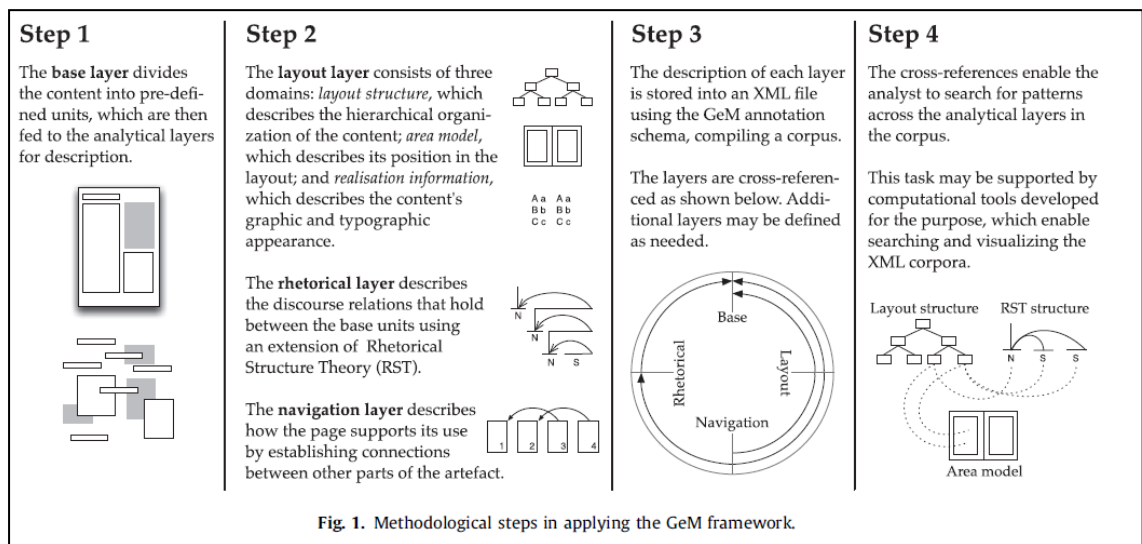 Step 1
The base layer divides
the content into pre-defi-
ned units, which are then
fed to the analytical layers
for description.
Step 2
The layout layer consists of three
domains: layout structure, which
describes the hierarchical organi-
zation of the content; area model,
which describes its position in the
layout; and realisation information,
which describes the content's
graphic and typographic
appearance.
A a A a
B b B b
C c C c
The rhetorical layer describes
the discourse relations that hold
between the base units using
an extension of Rhetorical
Structure Theory (RST).
N
N
N S
The navigation layer describes
how the page supports its use
by establishing connections
between other parts of the artefact.
1 2 3 4
Step 3
The description of each layer
is stored into an XML file
using the GeM annotation
schema, compiling a corpus.
The layers are cross-referen-
ced as shown below. Addi-
tional layers may be defined
as needed.
Base
Rhetorical
Layout
Navigation
Step 4
The cross-references enable the
analyst to search for patterns
across the analytical layers in
the corpus.
This task may be supported by
computational tools developed
for the purpose, which enable
searching and visualizing the
XML corpora.
Layout structure RST structure
N S S
Area model
Fig. 1. Methodological steps in applying the GeM framework.